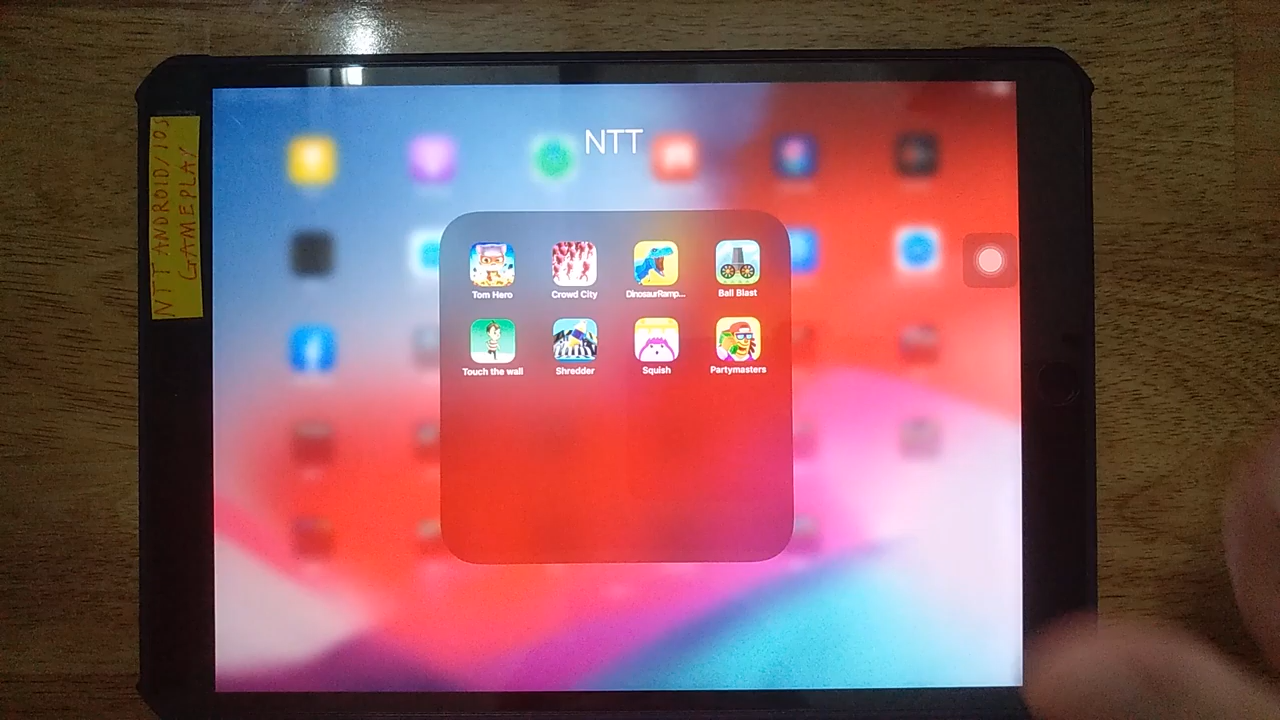 NTT ANDROID/IOS
GAMEPLAY
NTT
Tom Hero
Crowd City
DinosaurRamp...
Ball Blast
Touch the wall
Shredder
Squish
Partymasters